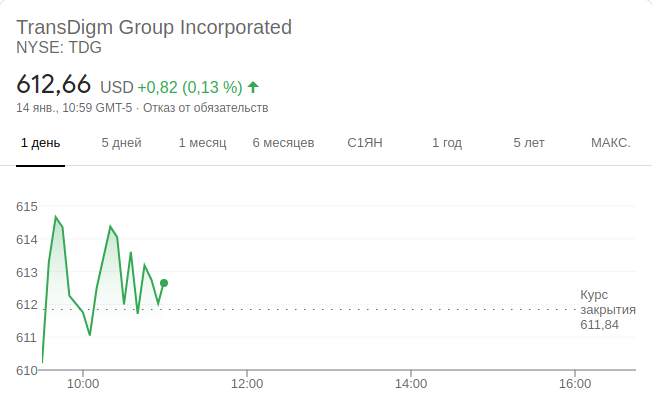 TransDigm Group Incorporated
NYSE: TDG
612,66 USD +0,82 (0,13 %)
14 янв., 10:59 GMT-5 · Отказ от обязательств
1 день 5 дней 1 месяц 6 месяцев С1ЯН 1 год 5 лет МАКС.
615
614
613
612
611
610
Курс
закрытия
611,84
10:00 12:00 14:00 16:00